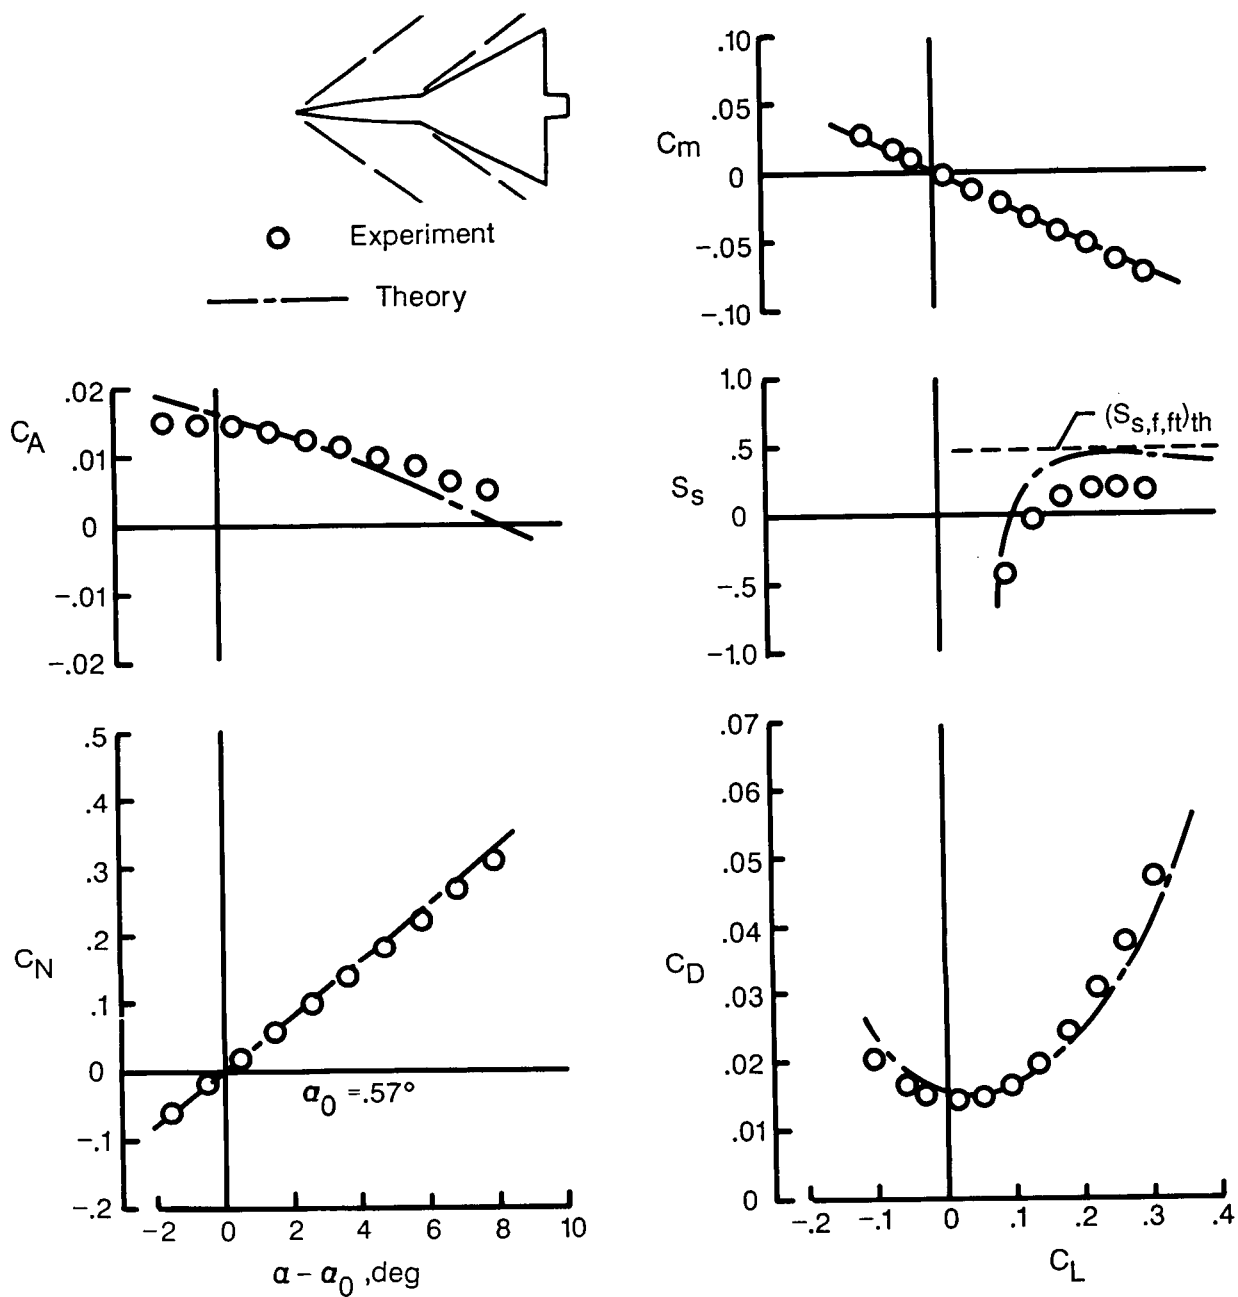 Experiment
Theory
.10
.05
0
−.05
−.10
Cm
.02
.01
0
−.01
−.02
CA
1.0
.5
0
−.5
−1.0
Ss
(Ss,f,ft)th
.5
.4
.3
.2
.1
0
−.1
−.2
CN
α0 =.57°
−2 0 2 4 6 8 10
α − α0 ,deg
.07
.06
.05
.04
.03
.02
.01
0
CD
−.2 −.1 0 .1 .2 .3 .4
CL